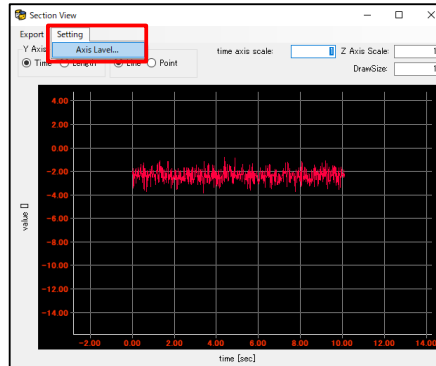 Section View
Export Setting
Axis Lavel...
Y Axis
Time Length Line Point
time axis scale: 1
Z Axis Scale: 1
DrawSize: 1
4.00
2.00
0.00
-2.00
-4.00
-6.00
-8.00
-10.00
-12.00
-14.00
value []
-2.00 0.00 2.00 4.00 6.00 8.00 10.00 12.00 14.00
time [sec]